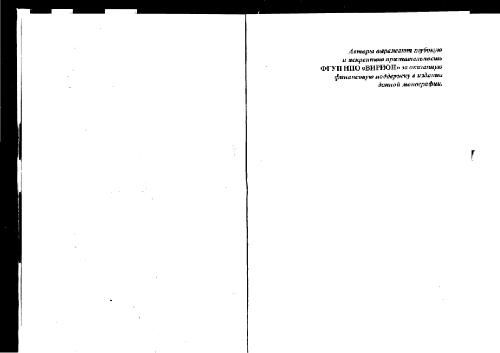 Авторы выражают глубокую
и искреннюю признательность
ФГУП НПО «ВИРИОН» за оказанную
финансовую поддержку в издании
данной монографии.